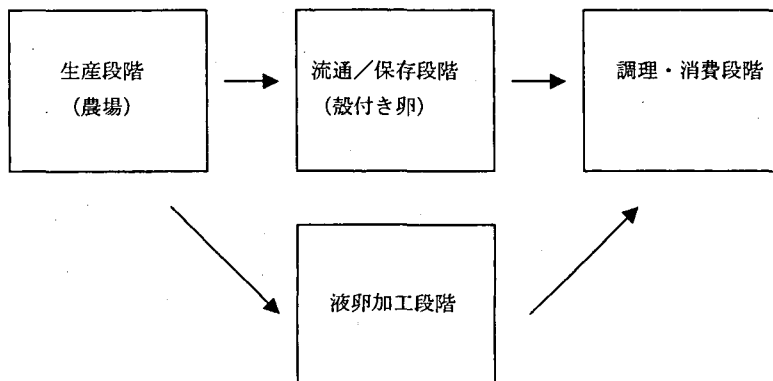 生産段階
(農場)
流通／保存段階
(殻付き卵)
調理・消費段階
液卵加工段階